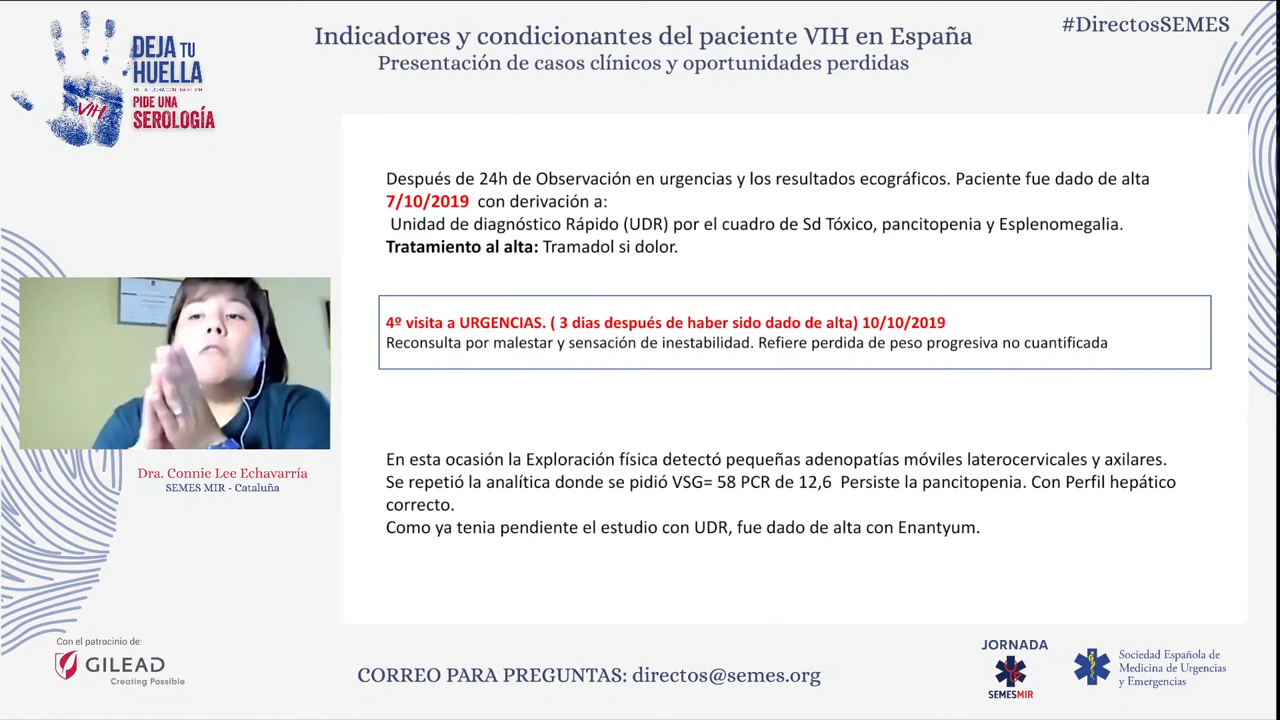 #DirectosSEMES
Indicadores y condicionantes del paciente VIH en España
Presentación de casos clínicos y oportunidades perdidas
DEJA TU
HUELLA
EN LA LUCHA CONTRA EL VIH
PIDE UNA
SEROLOGÍA
VIH
Después de 24h de Observación en urgencias y los resultados ecográficos. Paciente fue dado de alta
7/10/2019 con derivación a:
Unidad de diagnóstico Rápido (UDR) por el cuadro de Sd Tóxico, pancitopenia y Esplenomegalia.
Tratamiento al alta: Tramadol si dolor.
4º visita a URGENCIAS. ( 3 dias después de haber sido dado de alta) 10/10/2019
Reconsulta por malestar y sensación de inestabilidad. Refiere perdida de peso progresiva no cuantificada
En esta ocasión la Exploración física detectó pequeñas adenopatías móviles laterocervicales y axilares.
Se repetió la analítica donde se pidió VSG= 58 PCR de 12,6 Persiste la pancitopenia. Con Perfil hepático
correcto.
Como ya tenia pendiente el estudio con UDR, fue dado de alta con Enantyum.
Dra. Connie Lee Echavarría
SEMES MIR - Cataluña
Con el patrocinio de:
GILEAD
Creating Possible
CORREO PARA PREGUNTAS: directos@semes.org
JORNADA
SEMESMIR
Sociedad Española de
Medicina de Urgencias
y Emergencias